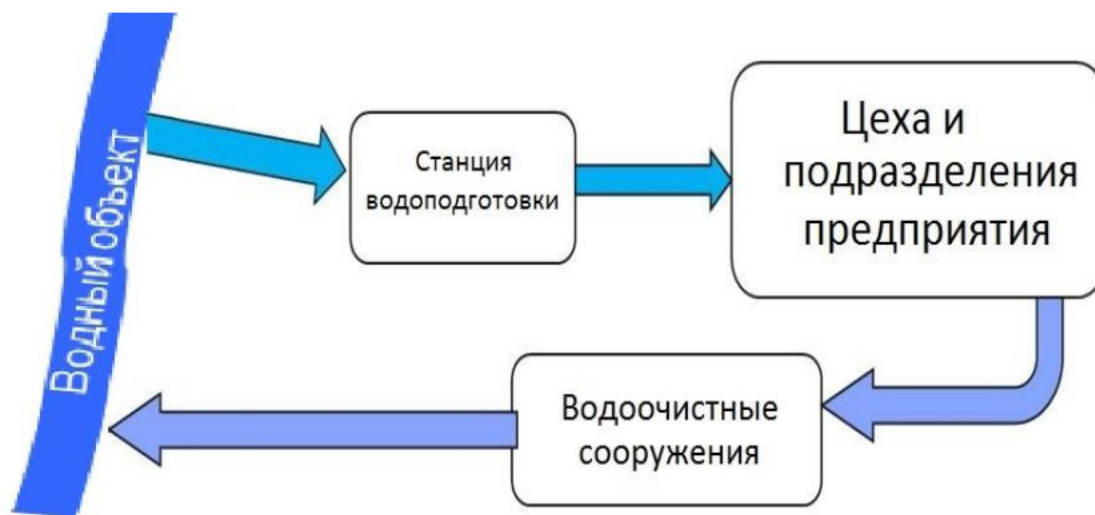 Водный объект
Станция
водоподготовки
Цеха и
подразделения
предприятия
Водоочистные
сооружения